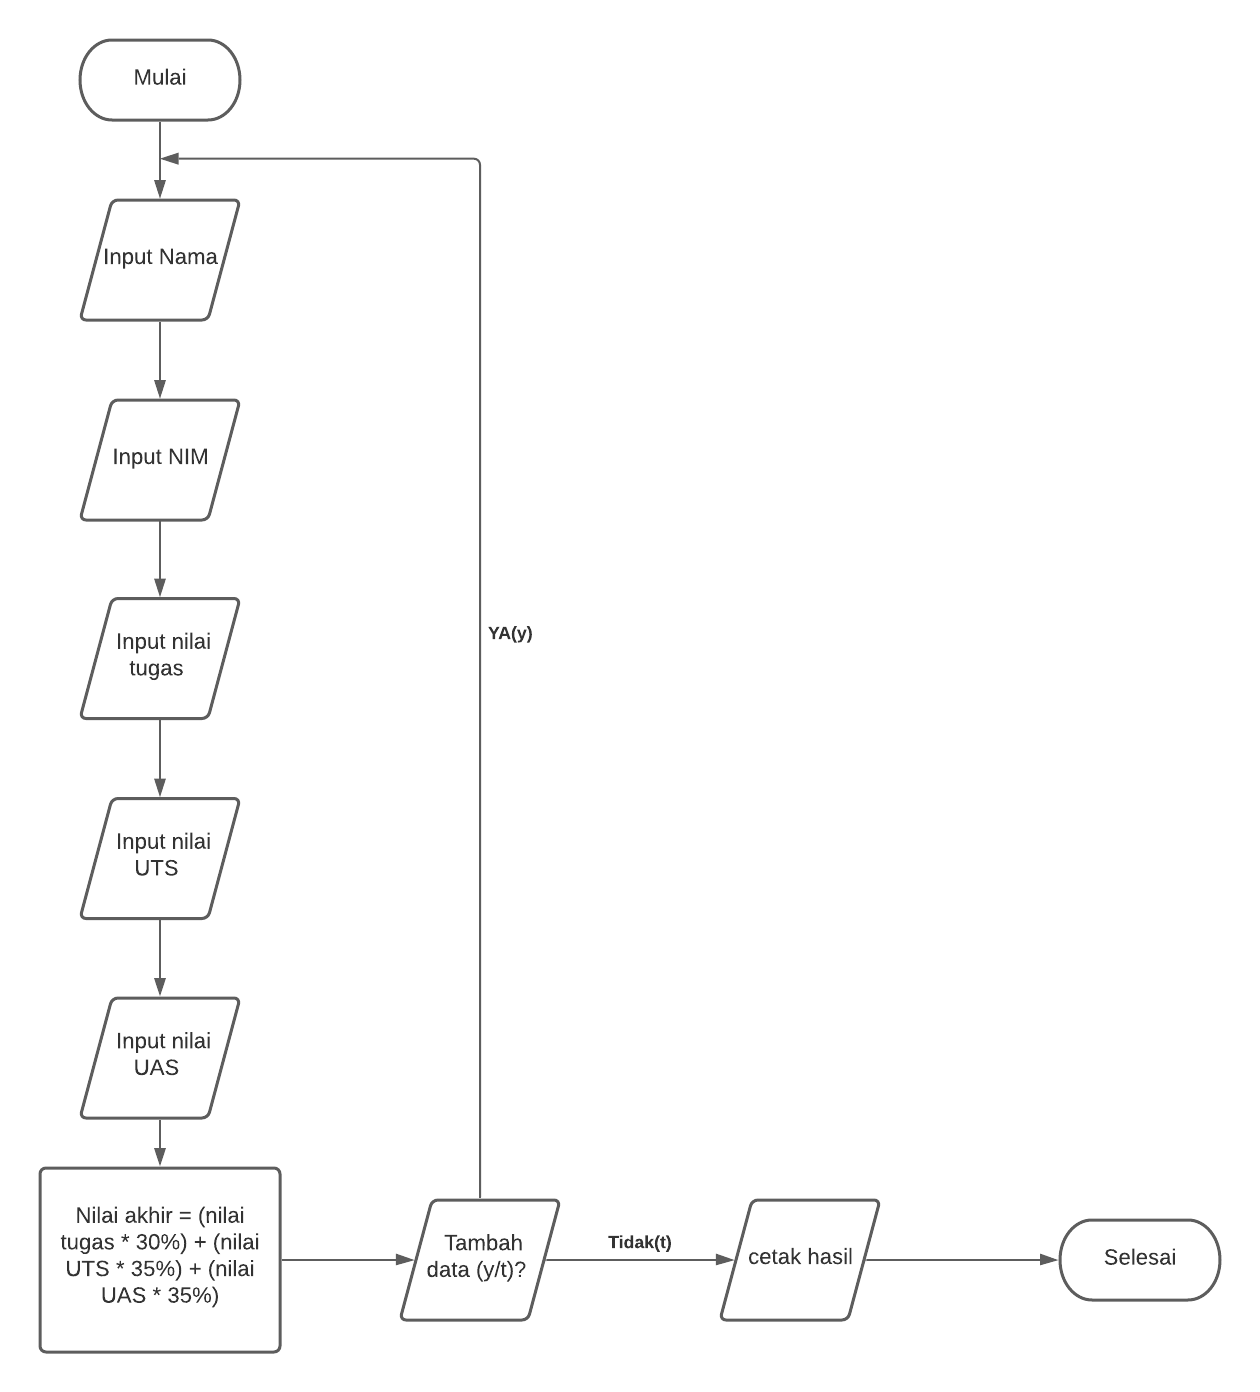 Mulai
Input Nama
Input NIM
Input nilai
tugas
Input nilai
UTS
Input nilai
UAS
Nilai akhir = (nilai
tugas * 30%) + (nilai
UTS * 35%) + (nilai
UAS * 35%)
Tambah
data (y/t)?
YA(y)
Tidak(t)
cetak hasil
Selesai